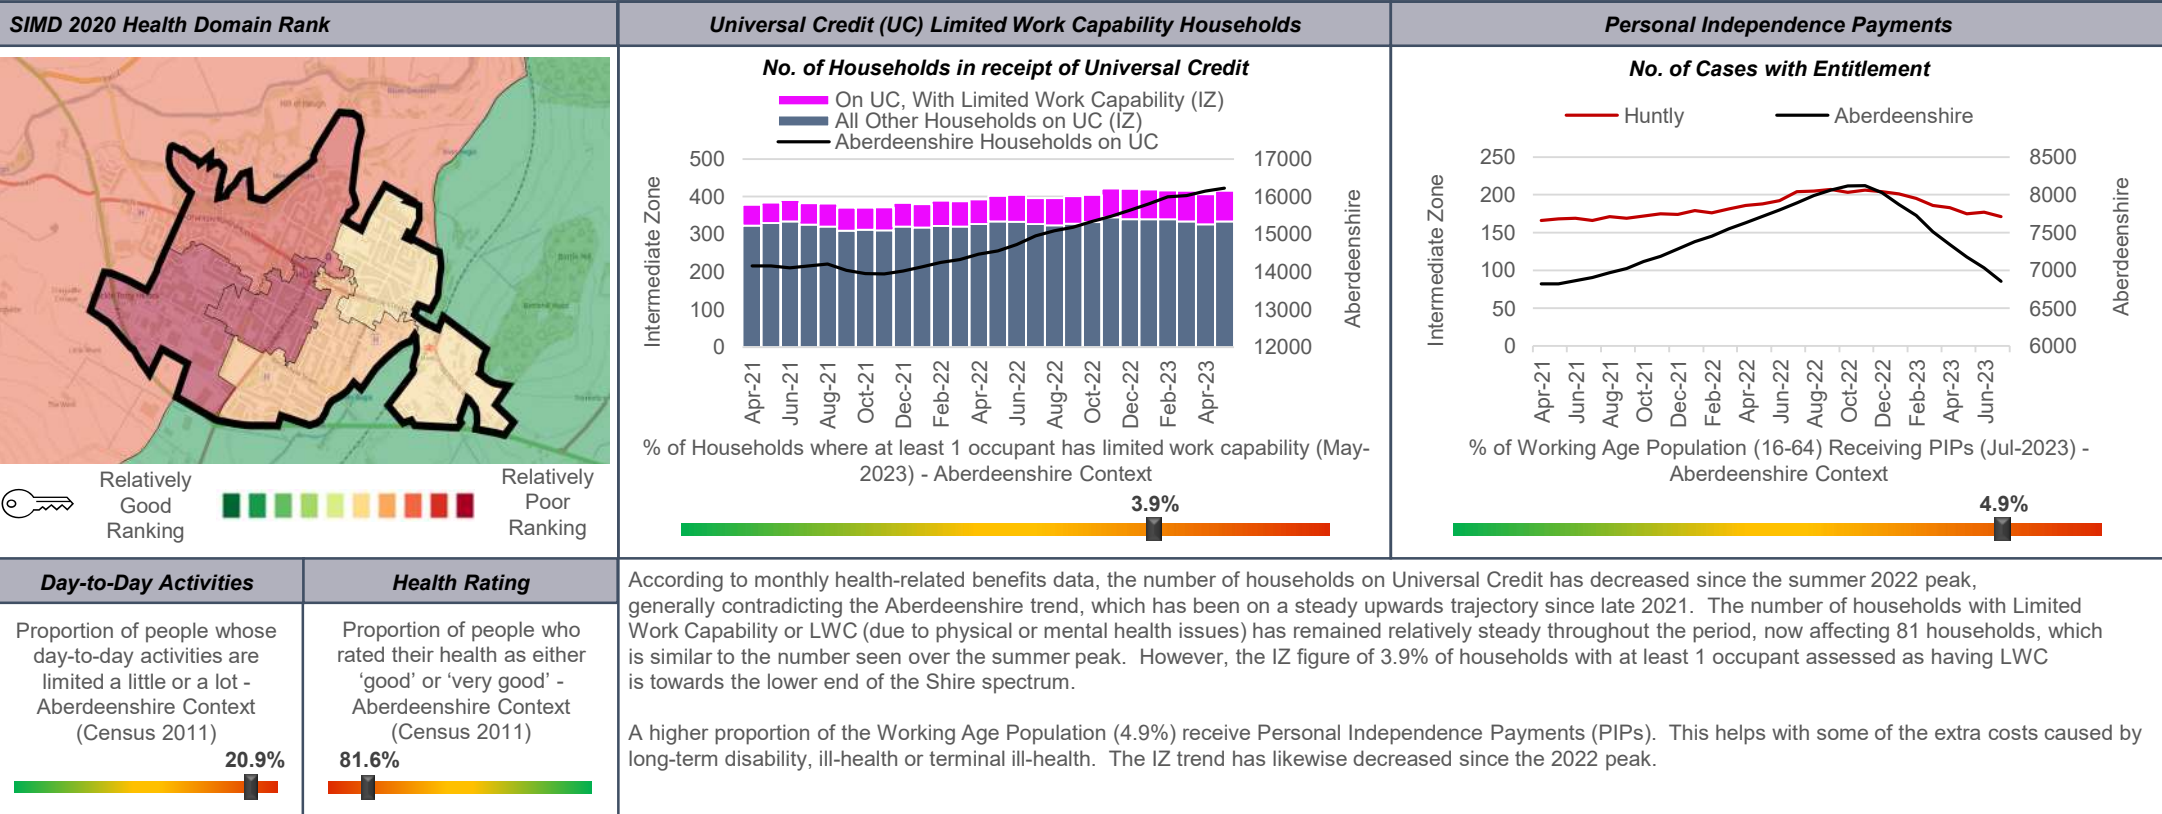 SIMD 2020 Health Domain Rank
Relatively
Good
Ranking
Relatively
Poor
Ranking
Universal Credit (UC) Limited Work Capability Households
No. of Households in receipt of Universal Credit
On UC, With Limited Work Capability (IZ)
All Other Households on UC (IZ)
Aberdeenshire Households on UC
Intermediate Zone
500
400
300
200
100
0
17000
16000
15000
14000
13000
12000
Aberdeenshire
Apr-21
Jun-21
Aug-21
Oct-21
Dec-21
Feb-22
Apr-22
Jun-22
Aug-22
Oct-22
Dec-22
Feb-23
Apr-23
% of Households where at least 1 occupant has limited work capability (May-
2023) - Aberdeenshire Context
3.9%
Personal Independence Payments
No. of Cases with Entitlement
Huntly
Aberdeenshire
Intermediate Zone
250
200
150
100
50
0
8500
8000
7500
7000
6500
6000
Aberdeenshire
Apr-21
Jun-21
Aug-21
Oct-21
Dec-21
Feb-22
Apr-22
Jun-22
Aug-22
Oct-22
Dec-22
Feb-23
Apr-23
Jun-23
% of Working Age Population (16-64) Receiving PIPs (Jul-2023) -
Aberdeenshire Context
4.9%
Day-to-Day Activities
Proportion of people whose
day-to-day activities are
limited a little or a lot -
Aberdeenshire Context
(Census 2011)
20.9%
Health Rating
Proportion of people who
rated their health as either
‘good’ or ‘very good’ -
Aberdeenshire Context
(Census 2011)
81.6%
According to monthly health-related benefits data, the number of households on Universal Credit has decreased since the summer 2022 peak,
generally contradicting the Aberdeenshire trend, which has been on a steady upwards trajectory since late 2021. The number of households with Limited
Work Capability or LWC (due to physical or mental health issues) has remained relatively steady throughout the period, now affecting 81 households, which
is similar to the number seen over the summer peak. However, the IZ figure of 3.9% of households with at least 1 occupant assessed as having LWC
is towards the lower end of the Shire spectrum.
A higher proportion of the Working Age Population (4.9%) receive Personal Independence Payments (PIPs). This helps with some of the extra costs caused by
long-term disability, ill-health or terminal ill-health. The IZ trend has likewise decreased since the 2022 peak.